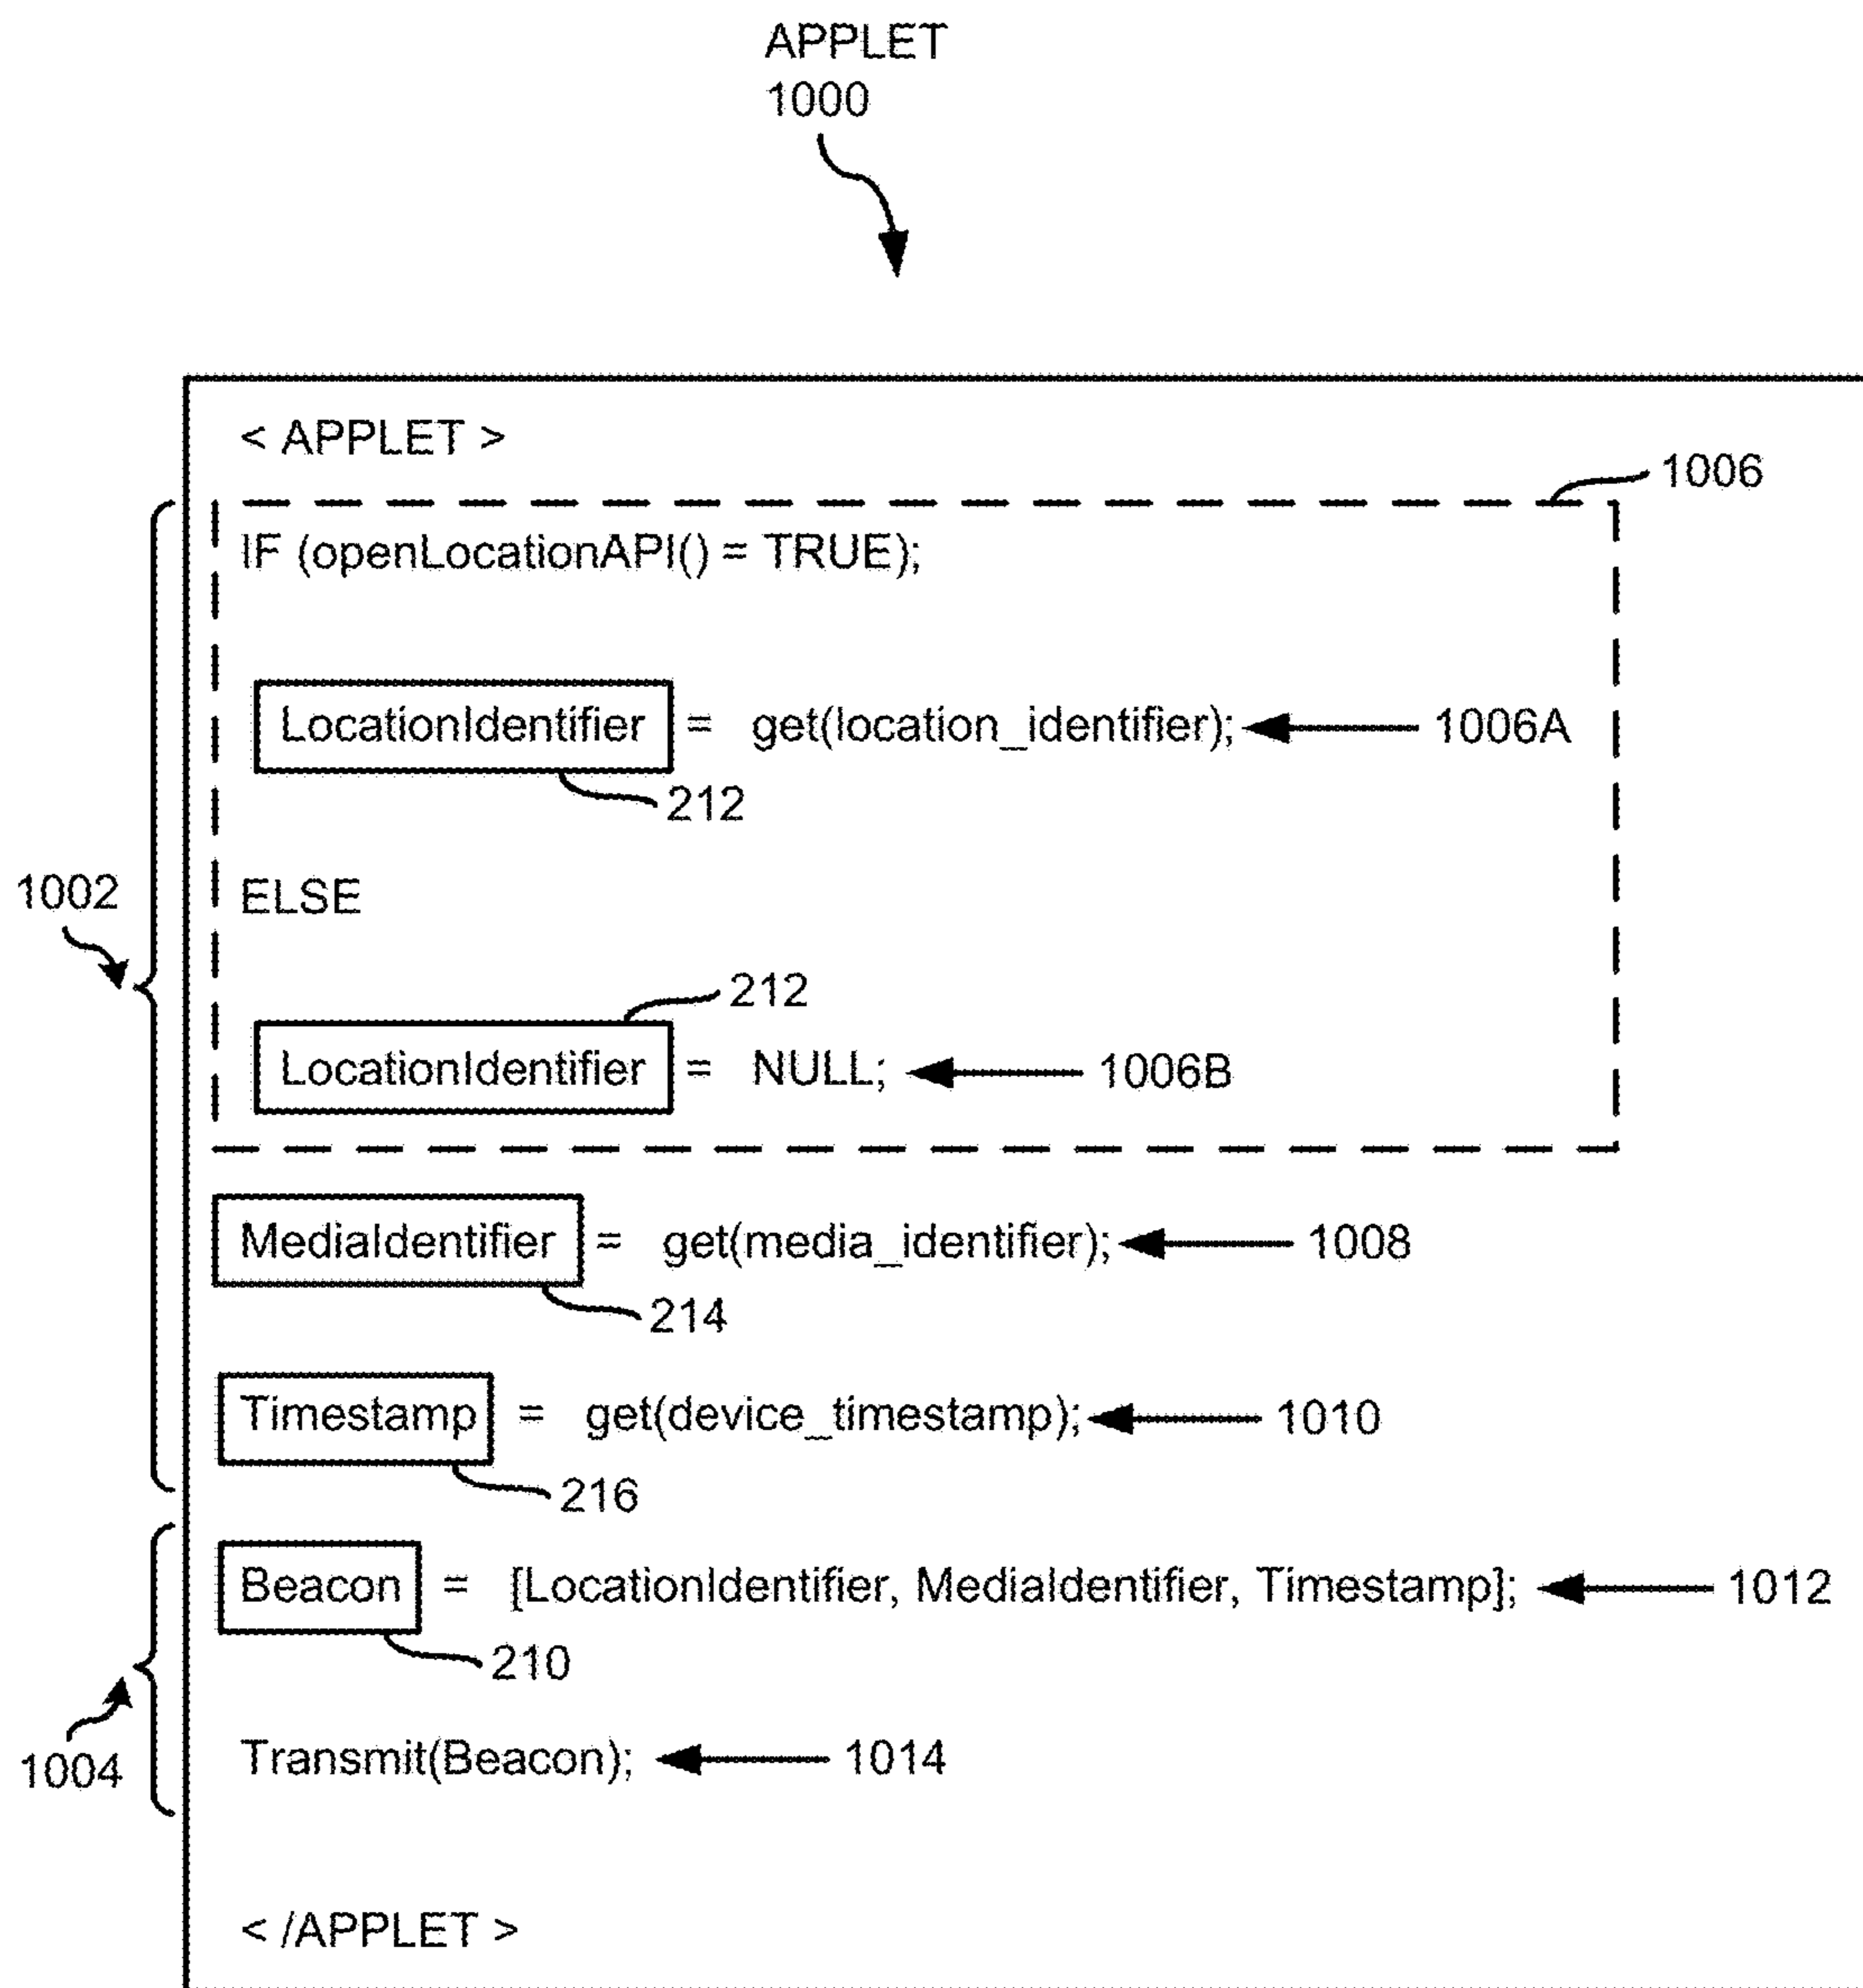 APPLET
1000
< APPLET >
1006
IF (openLocationAPI() = TRUE);
LocationIdentifier = get(location_identifier); 1006A
212
1002
ELSE
212
LocationIdentifier = NULL; 1006B
MediaIdentifier = get(media_identifier); 1008
214
Timestamp = get(device_timestamp); 1010
216
Beacon = [LocationIdentifier, MediaIdentifier, Timestamp]; 1012
210
1004
Transmit(Beacon); 1014
< /APPLET >